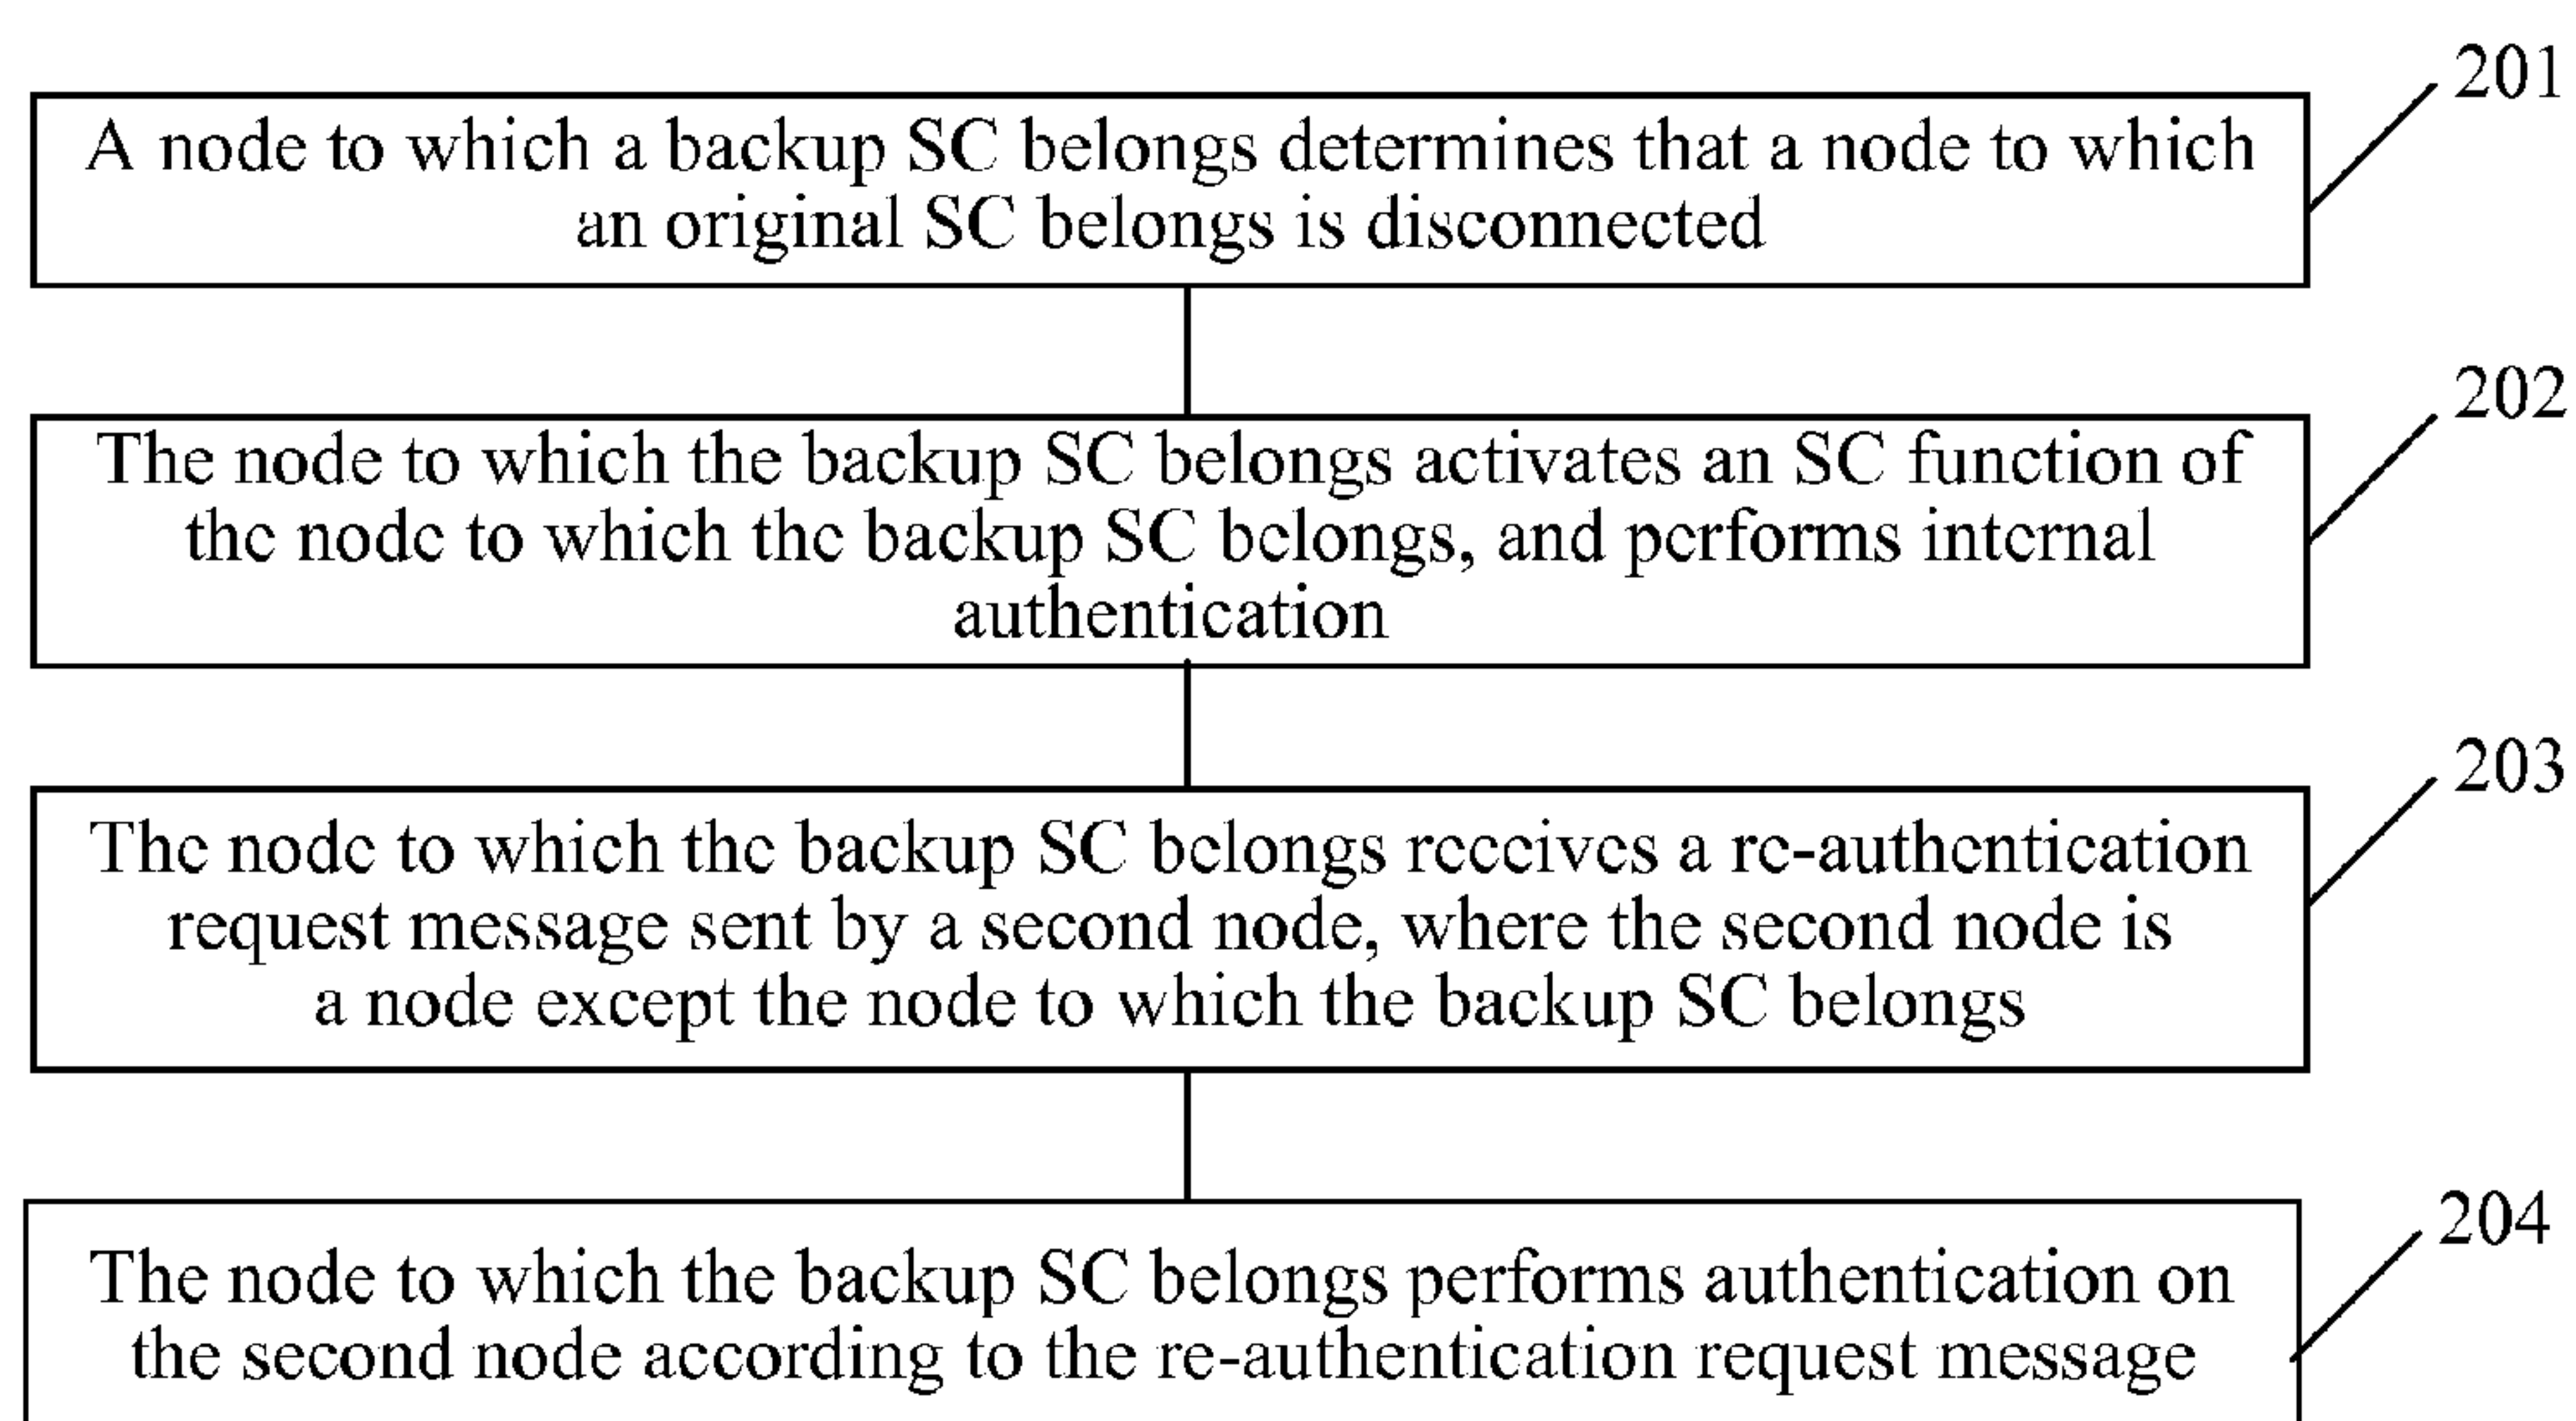 201
A node to which a backup SC belongs determines that a node to which
an original SC belongs is disconnected
202
The node to which the backup SC belongs activates an SC function of
the node to which the backup SC belongs, and performs internal
authentication
203
The node to which the backup SC belongs receives a re-authentication
request message sent by a second node, where the second node is
a node except the node to which the backup SC belongs
204
The node to which the backup SC belongs performs authentication on
the second node according to the re-authentication request message